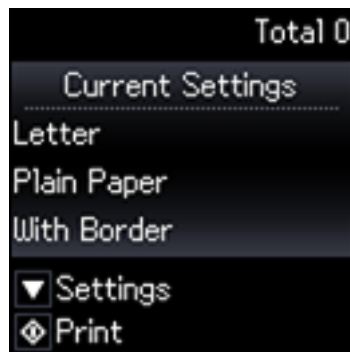 Total 0
Current Settings
Letter
Plain Paper
With Border
Settings
Print